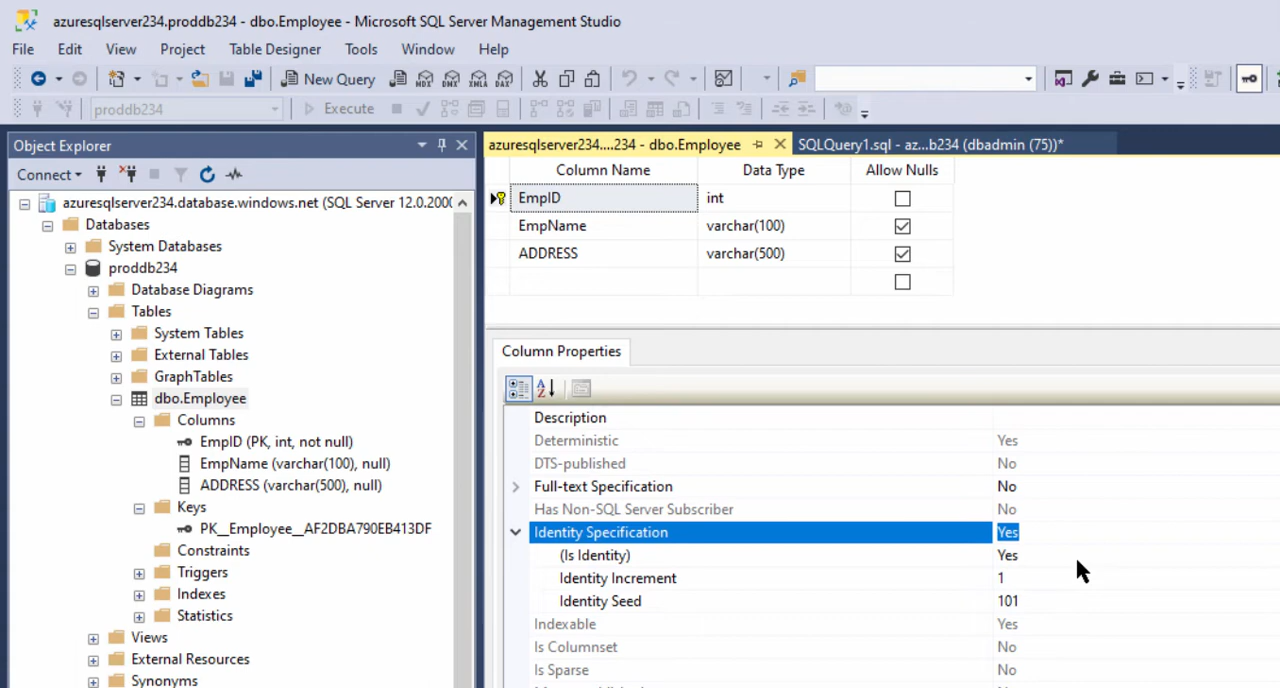 azuresqlserver234.proddb234 - dbo.Employee - Microsoft SQL Server Management Studio
File Edit View Project Table Designer Tools Window Help
New Query MDX DMX XMLA DAX
proddb234 Execute
Object Explorer
Connect
azuresqlserver234.database.windows.net (SQL Server 12.0.2000
Databases
System Databases
proddb234
Database Diagrams
Tables
System Tables
External Tables
GraphTables
dbo.Employee
Columns
EmpID (PK, int, not null)
EmpName (varchar(100), null)
ADDRESS (varchar(500), null)
Keys
PK__Employee__AF2DBA790EB413DF
Constraints
Triggers
Indexes
Statistics
Views
External Resources
Synonyms
azuresqlserver234....234 - dbo.Employee SQLQuery1.sql - az...b234 (dbadmin (75))*
Column Name Data Type Allow Nulls
EmpID int
EmpName varchar(100)
ADDRESS varchar(500)
Column Properties
A
Z
Description
Deterministic Yes
DTS-published No
Full-text Specification No
Has Non-SQL Server Subscriber No
Identity Specification Yes
(Is Identity) Yes
Identity Increment 1
Identity Seed 101
Indexable Yes
Is Columnset No
Is Sparse No